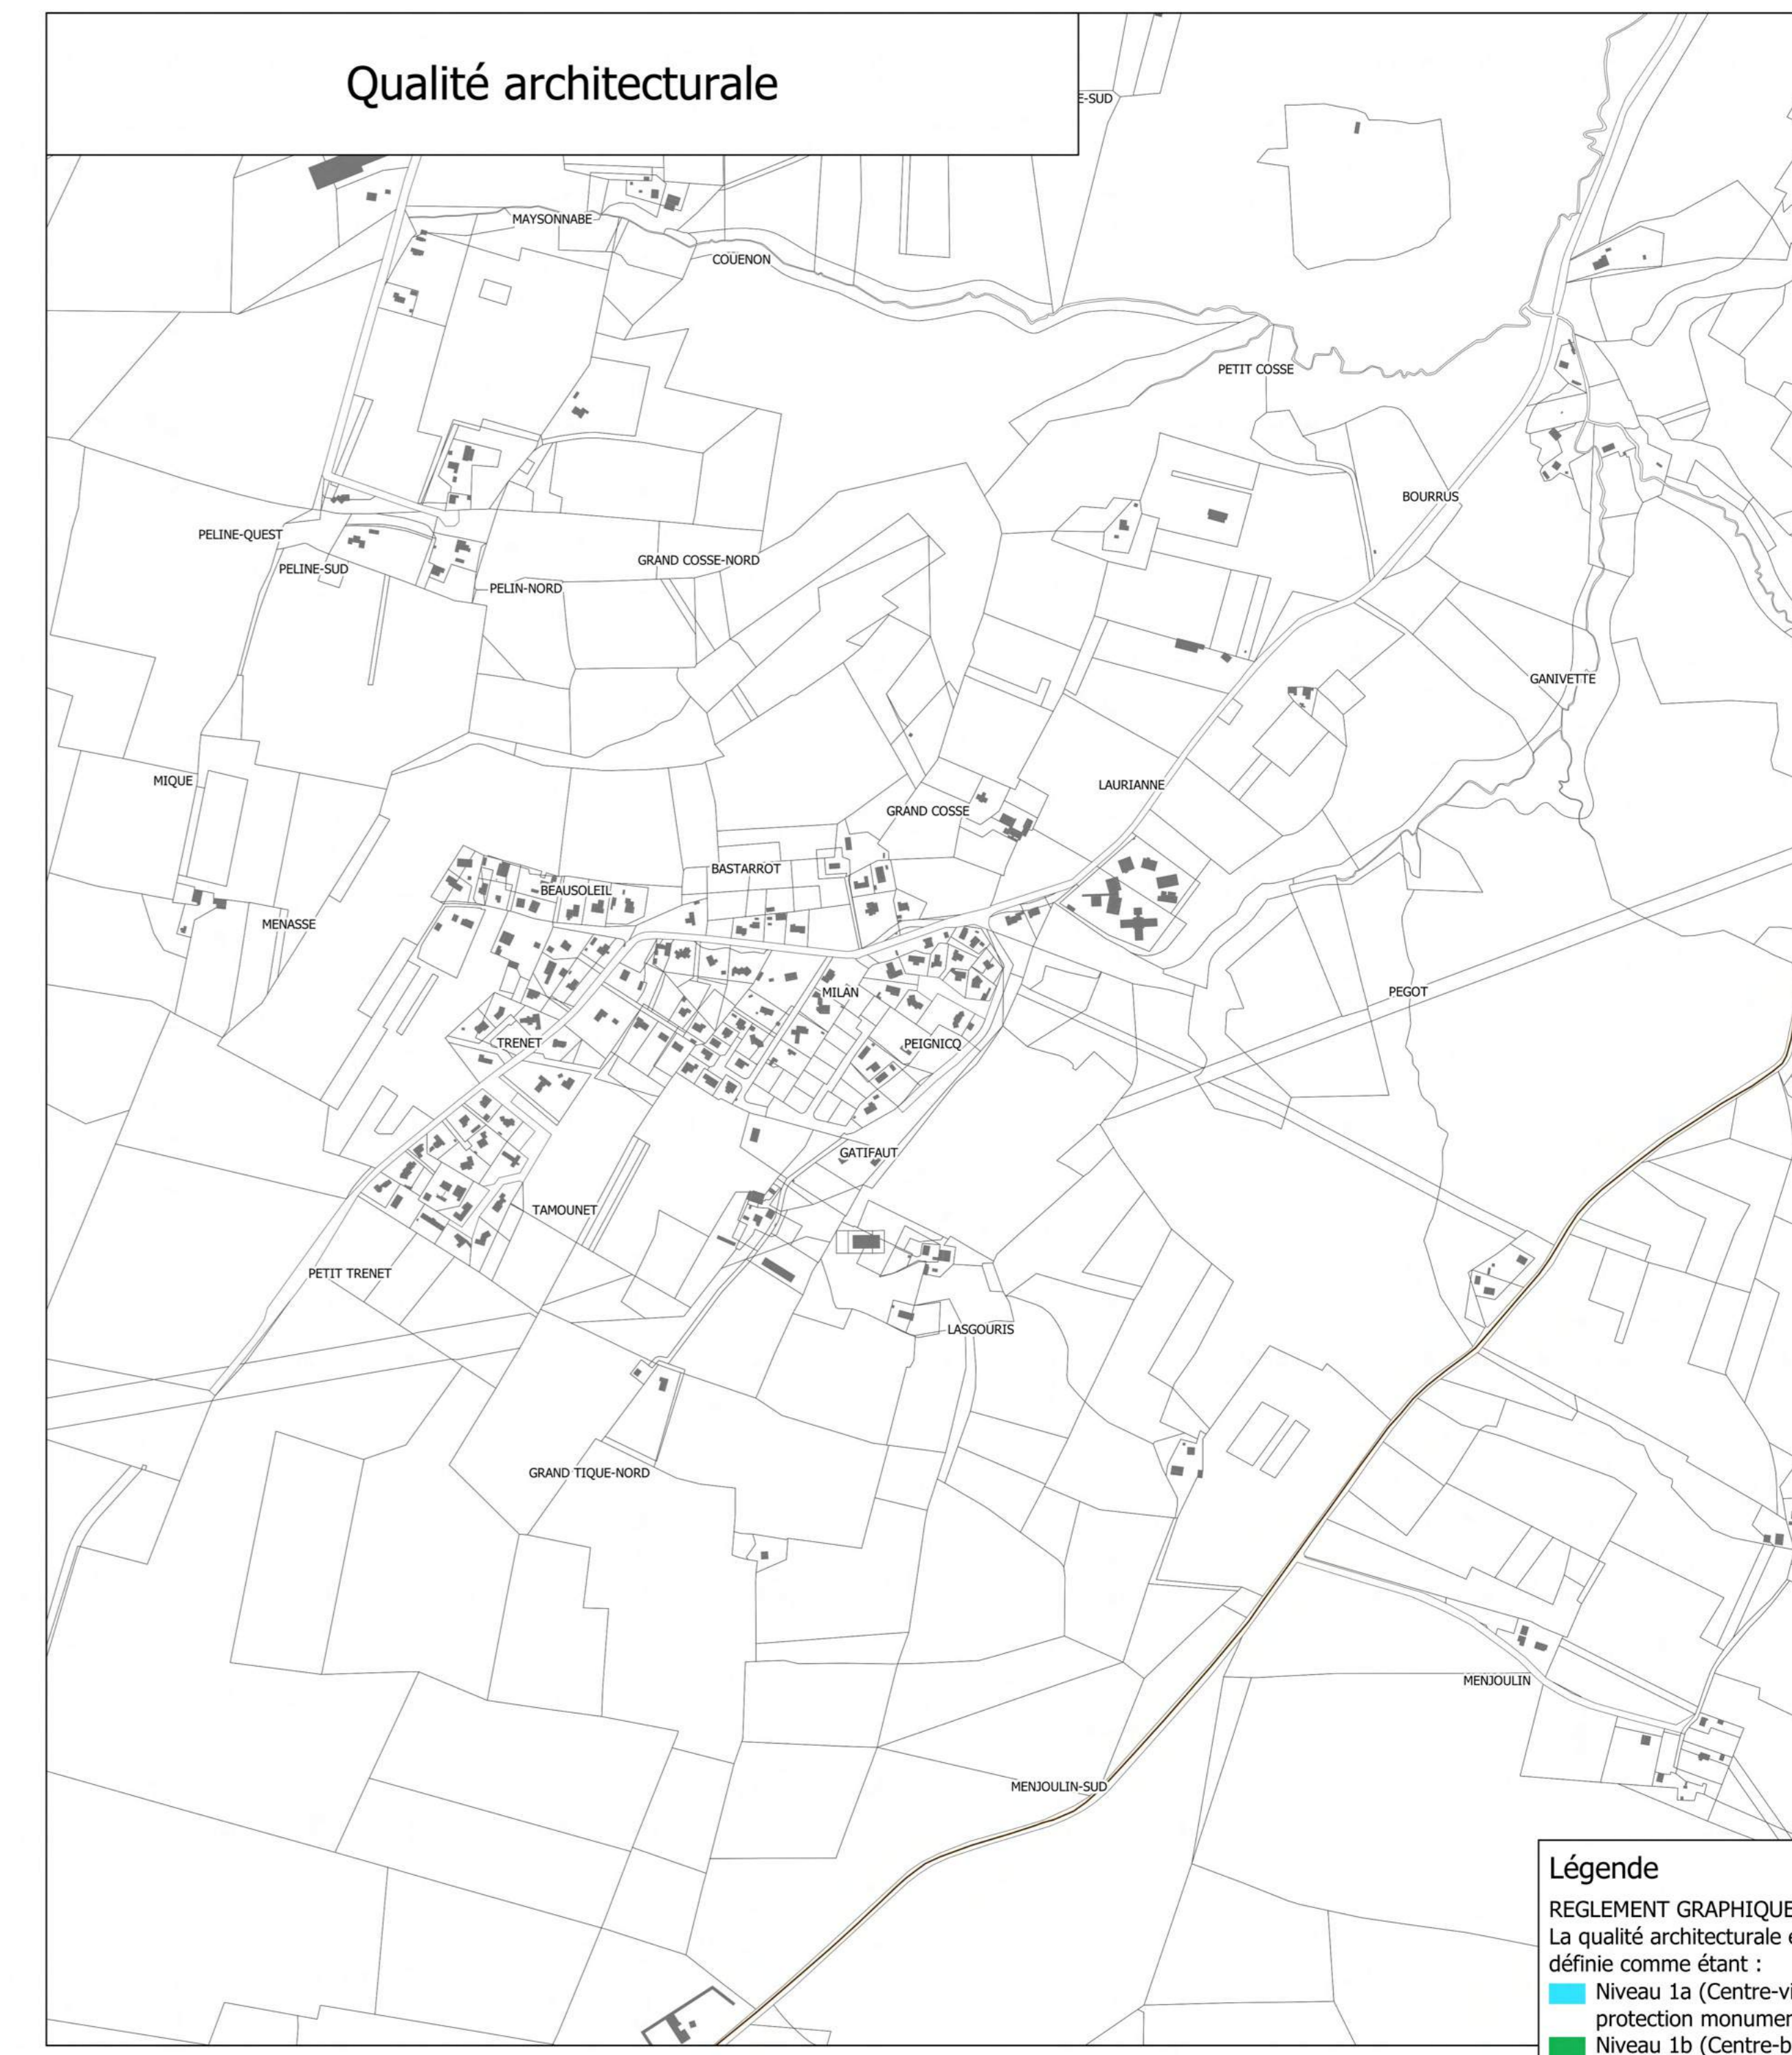 Qualité architecturale
E-SUD
MAYSONNABE
COUENON
PETIT COSSE
BOURRUS
PELINE-QUEST
GRAND COSSE-NORD
PELINE-SUD
PELIN-NORD
GANIVETTE
MIQUE
LAURIANNE
GRAND COSSE
BASTARROT
BEAUSOLEIL
MENASSE
MILAN
PEGOT
TRENET
PEIGNICQ
GATIFAUT
TAMOUNET
PETIT TRENET
LASGOURIS
GRAND TIQUE-NORD
MENJOULIN
MENJOULIN-SUD
Légende
REGLEMENT GRAPHIQUE
La qualité architecturale e
définie comme étant :
Niveau 1a (Centre-vi
protection monumen
Niveau 1b (Centre-b